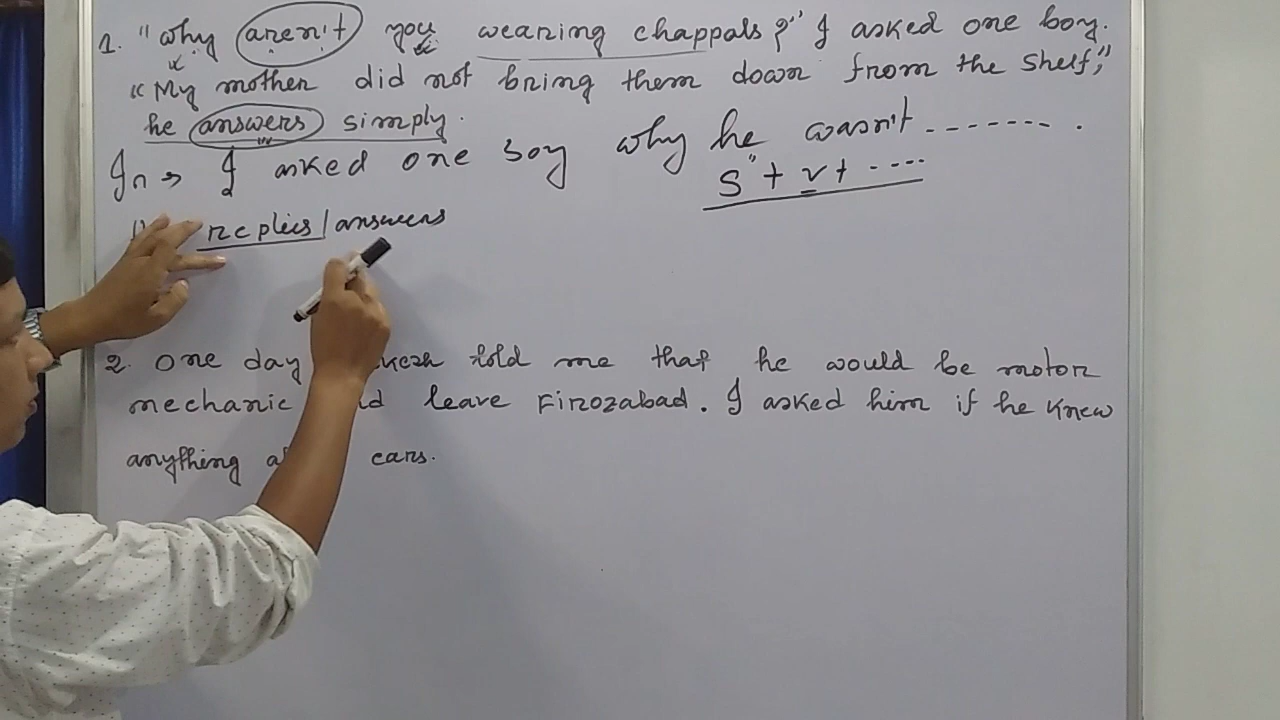 1. "why aren't you wearing chappals?" I asked one boy.
"My mother did not bring them down from the shelf,"
he answers simply.
In → I asked one boy why he wasn't - - - - - - - .
S + v + ....
replies / answers
2. One day told me that he would be motor
mechanic leave Firozabad. I asked him if he knew
anything cars.